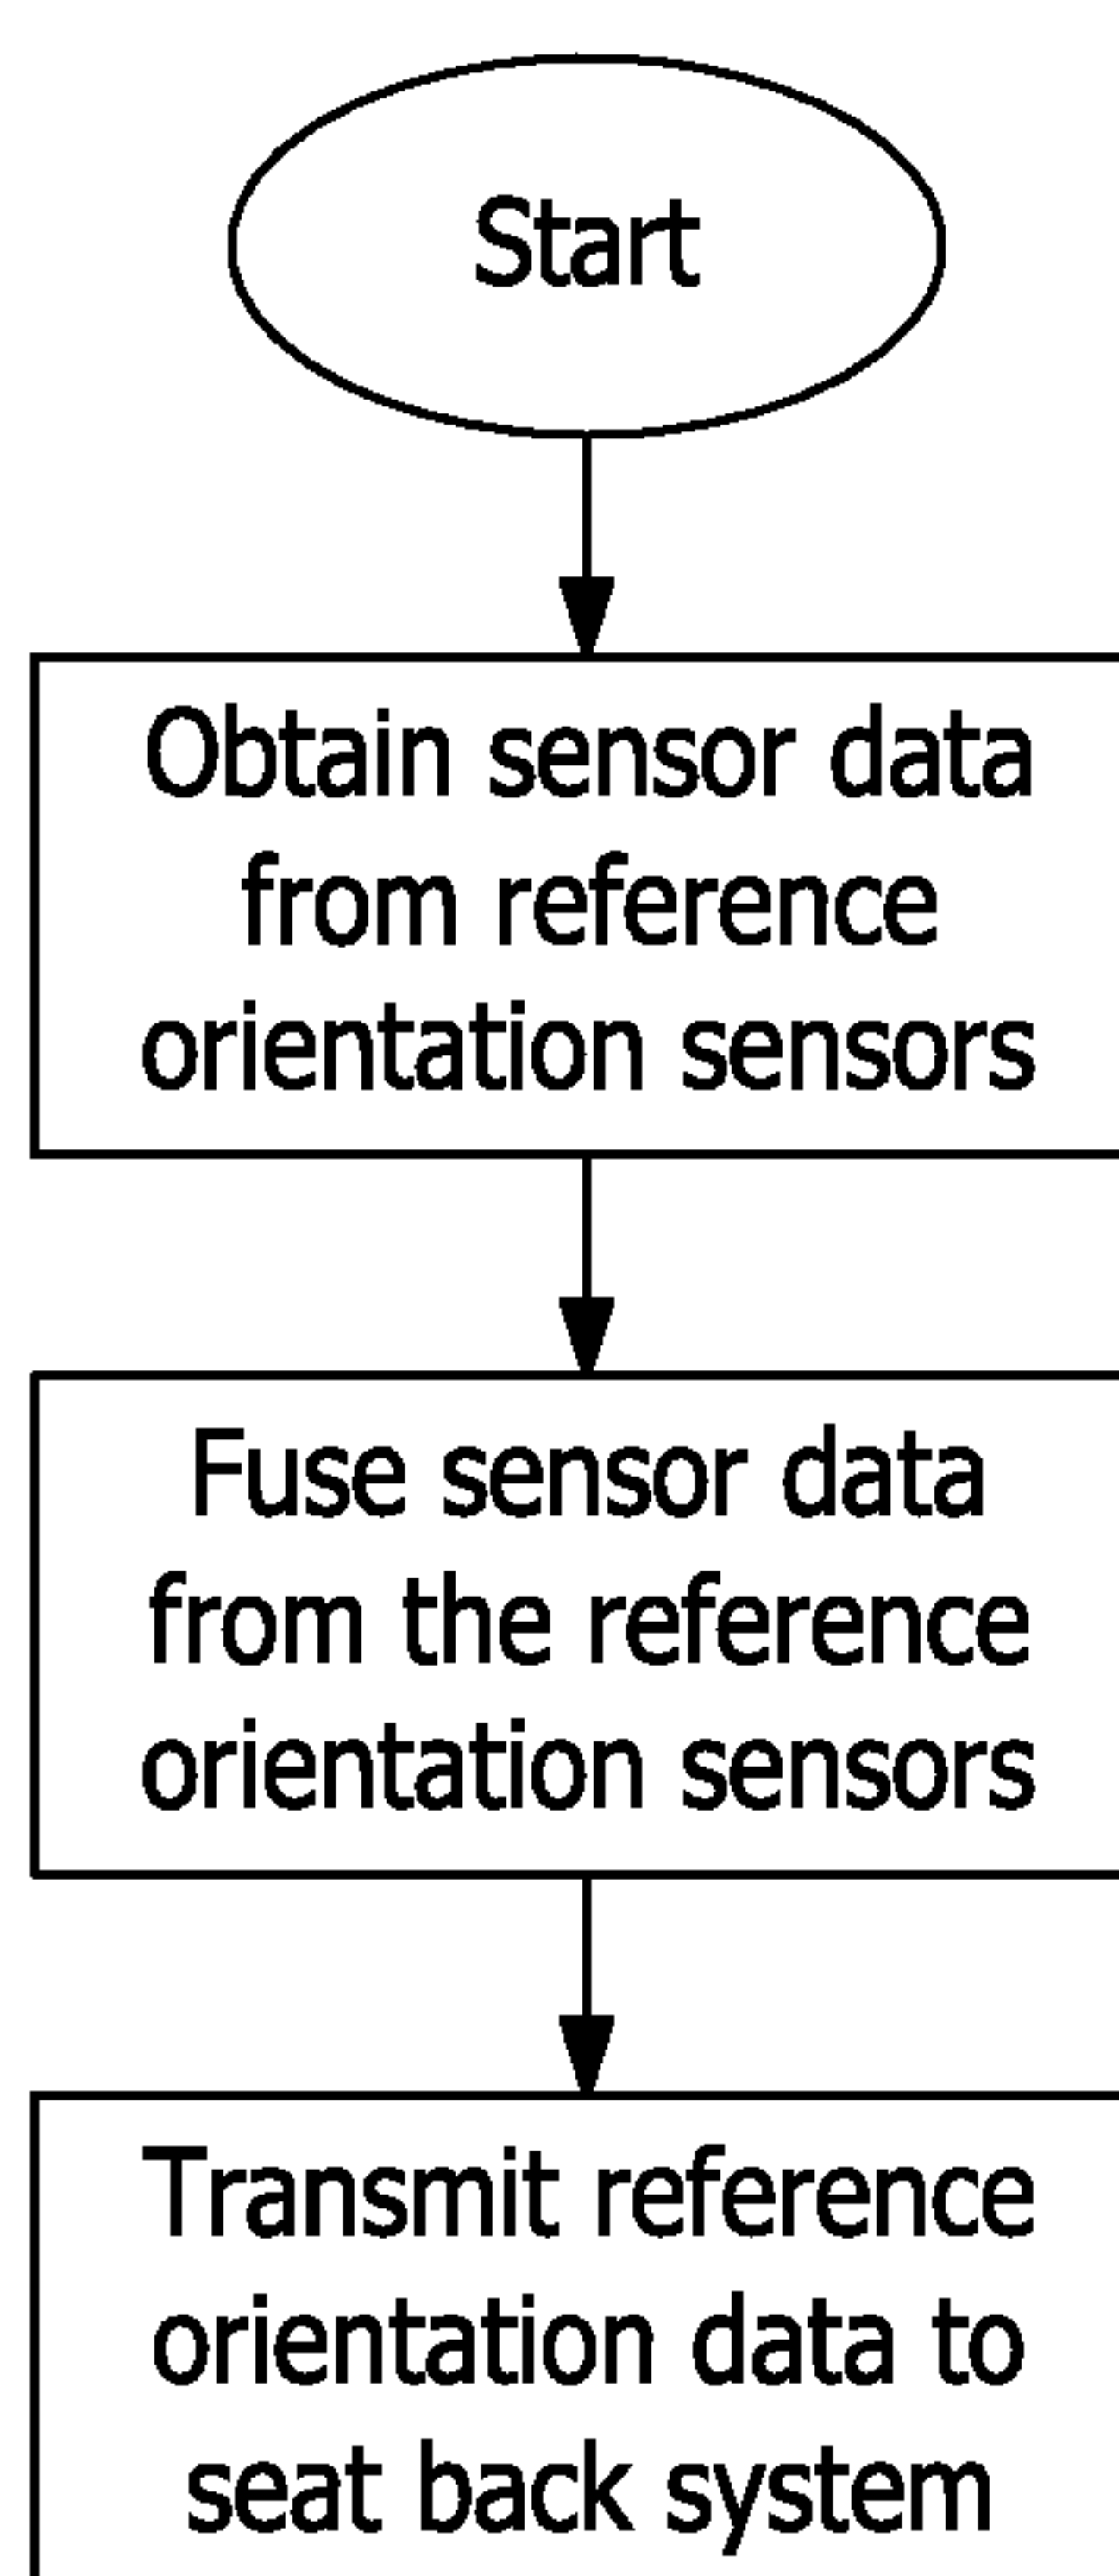 Start
Obtain sensor data
from reference
orientation sensors
Fuse sensor data
from the reference
orientation sensors
Transmit reference
orientation data to
seat back system